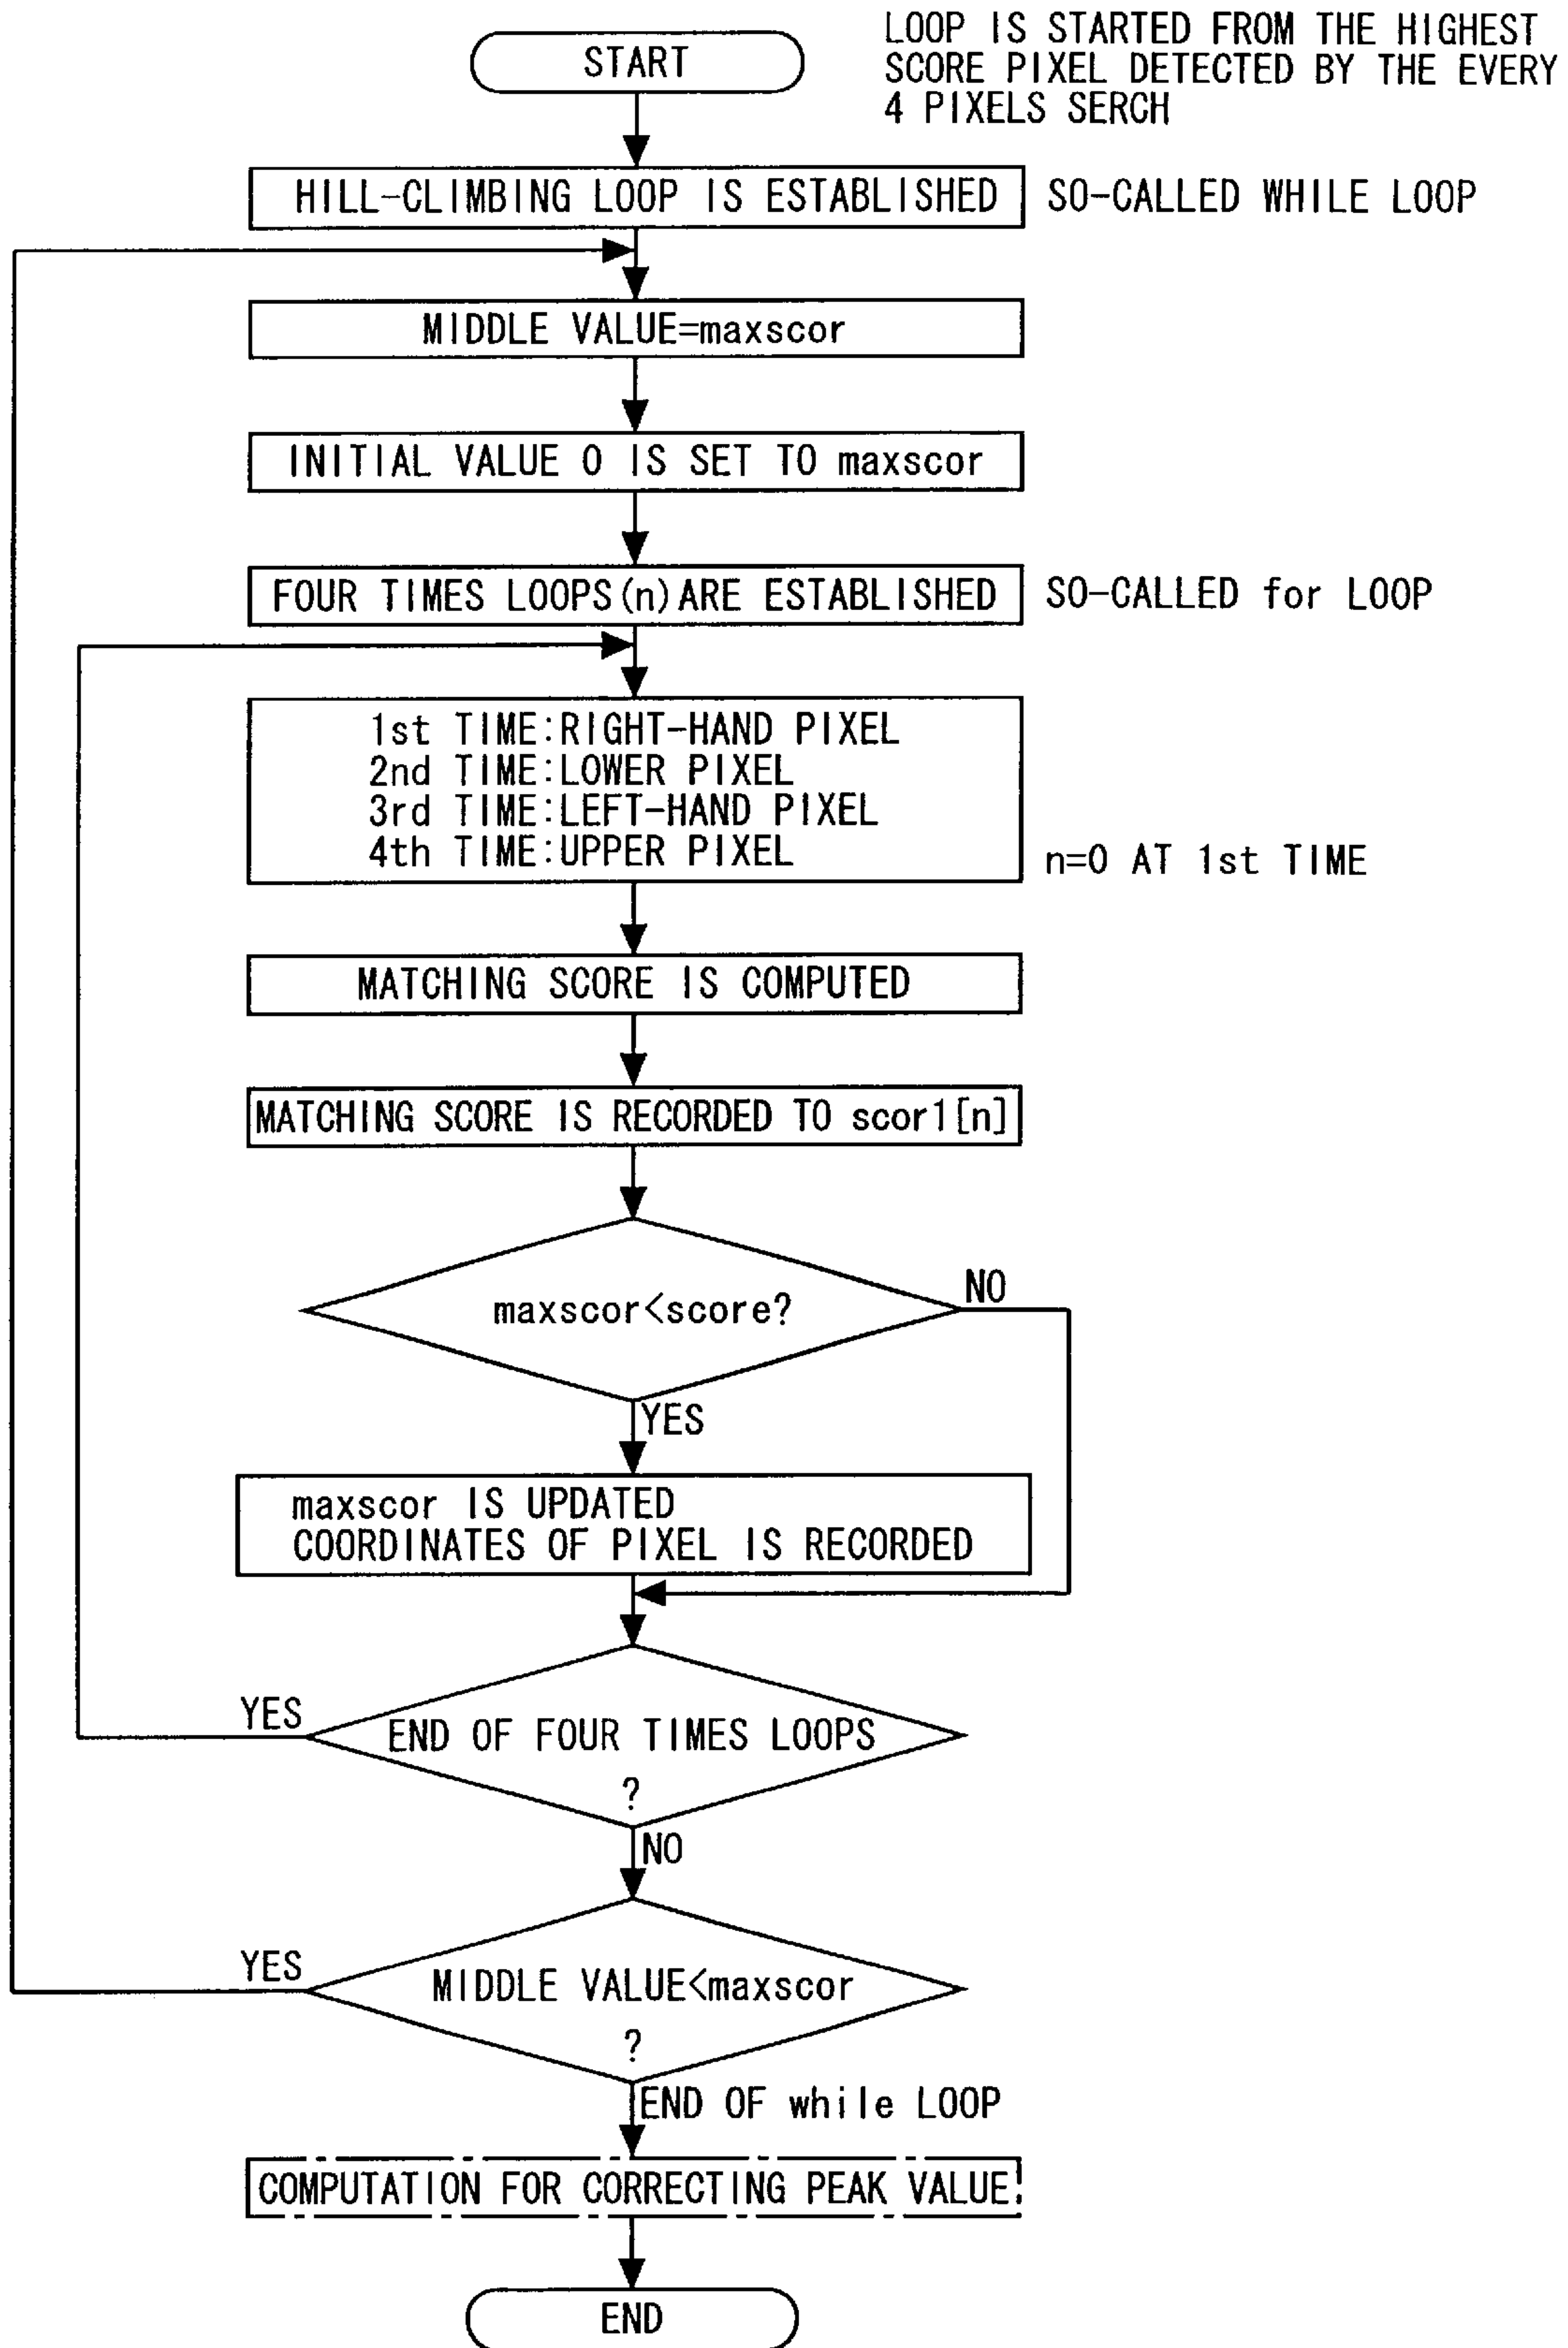 START
LOOP IS STARTED FROM THE HIGHEST
SCORE PIXEL DETECTED BY THE EVERY
4 PIXELS SERCH
HILL-CLIMBING LOOP IS ESTABLISHED
SO-CALLED WHILE LOOP
MIDDLE VALUE=maxscor
INITIAL VALUE 0 IS SET TO maxscor
FOUR TIMES LOOPS(n)ARE ESTABLISHED
SO-CALLED for LOOP
1st TIME:RIGHT-HAND PIXEL
2nd TIME:LOWER PIXEL
3rd TIME:LEFT-HAND PIXEL
4th TIME:UPPER PIXEL
n=0 AT 1st TIME
MATCHING SCORE IS COMPUTED
MATCHING SCORE IS RECORDED TO scor1[n]
maxscor<score?
NO
YES
maxscor IS UPDATED
COORDINATES OF PIXEL IS RECORDED
YES
END OF FOUR TIMES LOOPS
?
NO
YES
MIDDLE VALUE<maxscor
?
END OF while LOOP
COMPUTATION FOR CORRECTING PEAK VALUE
END